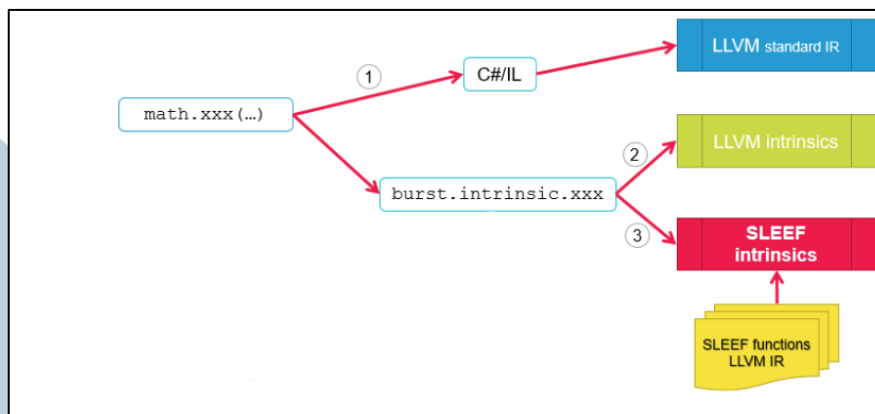 LLVM standard IR
1
C#/IL
math.xxx(…)
2
LLVM intrinsics
burst.intrinsic.xxx
3
SLEEF
intrinsics
SLEEF functions
LLVM IR